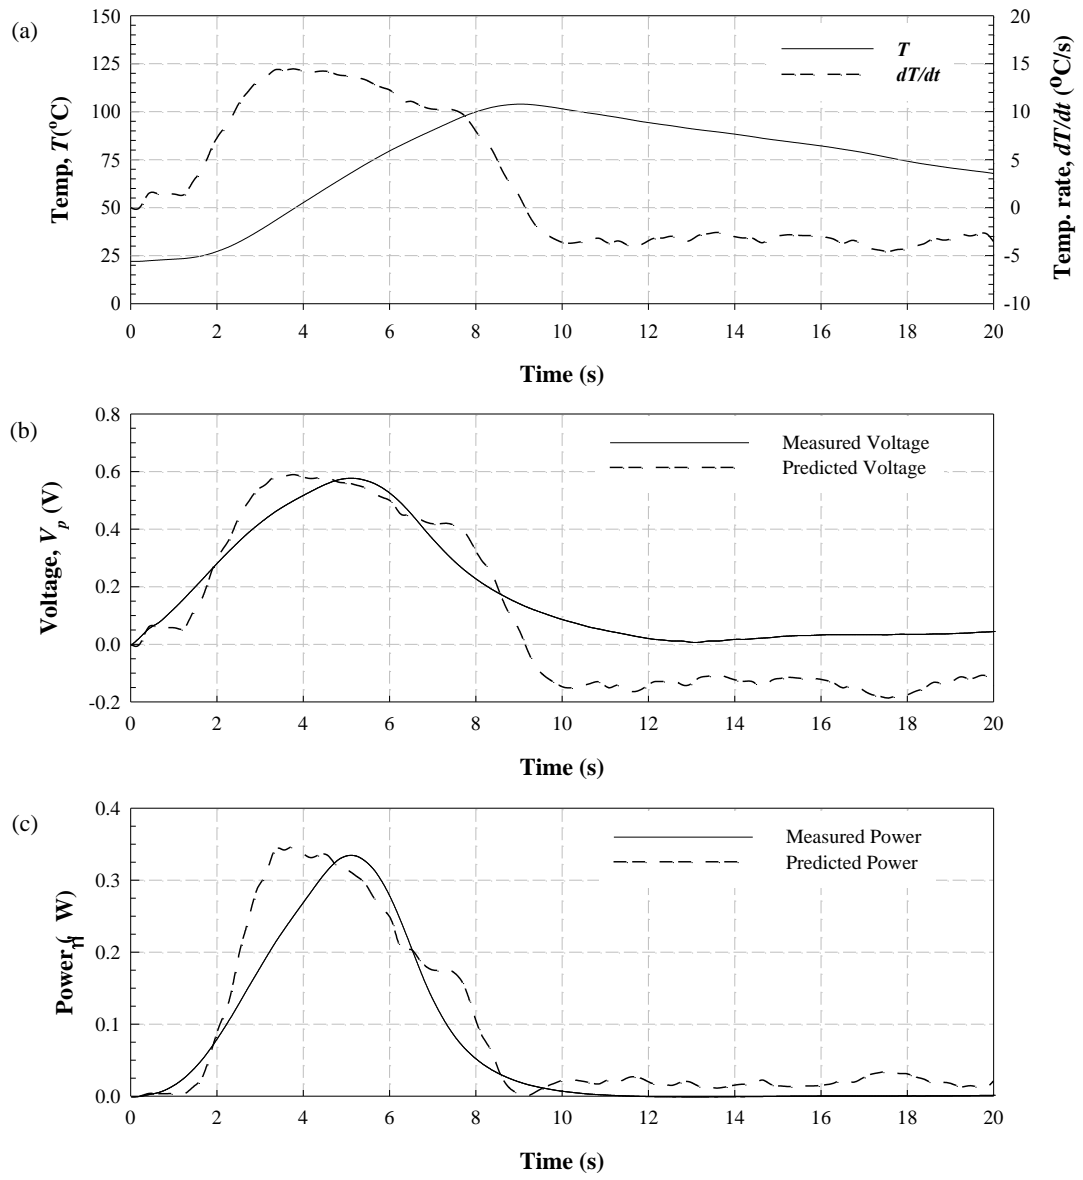 (a)
150
125
100
75
50
25
0
Temp, T(°C)
20
15
10
5
0
-5
-10
Temp. rate, dT/dt (°C/s)
T
dT/dt
0 2 4 6 8 10 12 14 16 18 20
Time (s)
(b)
0.8
0.6
0.4
0.2
0.0
-0.2
Voltage, Vp (V)
Measured Voltage
Predicted Voltage
0 2 4 6 8 10 12 14 16 18 20
Time (s)
(c)
0.4
0.3
0.2
0.1
0.0
Power ( W)
Measured Power
Predicted Power
0 2 4 6 8 10 12 14 16 18 20
Time (s)